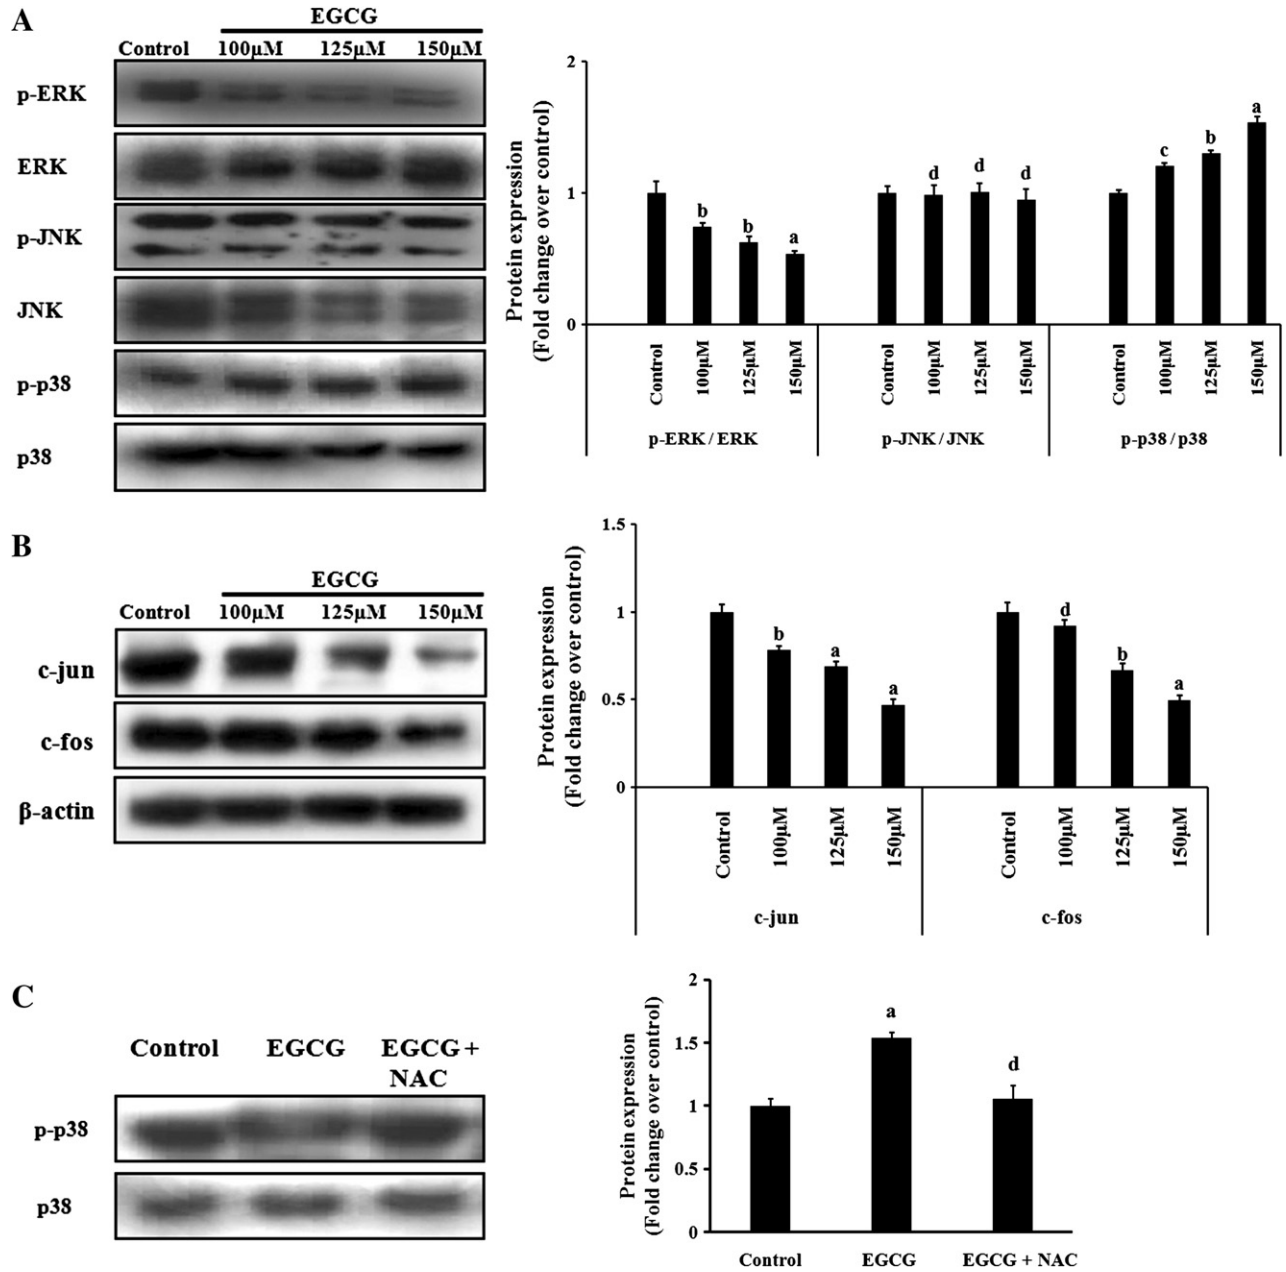 A
EGCG
Control 100μM 125μM 150μM
p-ERK
ERK
p-JNK
JNK
p-p38
p38
Protein expression
(Fold change over control)
2
1
0
b
b
a
d
d
d
c
b
a
Control
100μM
125μM
150μM
Control
100μM
125μM
150μM
Control
100μM
125μM
150μM
p-ERK / ERK
p-JNK / JNK
p-p38 / p38
B
EGCG
Control 100μM 125μM 150μM
c-jun
c-fos
β-actin
Protein expression
(Fold change over control)
1.5
1
0.5
0
b
a
a
d
b
a
Control
100μM
125μM
150μM
Control
100μM
125μM
150μM
c-jun
c-fos
C
Control EGCG EGCG +
NAC
p-p38
p38
Protein expression
(Fold change over control)
2
1.5
1
0.5
0
a
d
Control EGCG EGCG + NAC